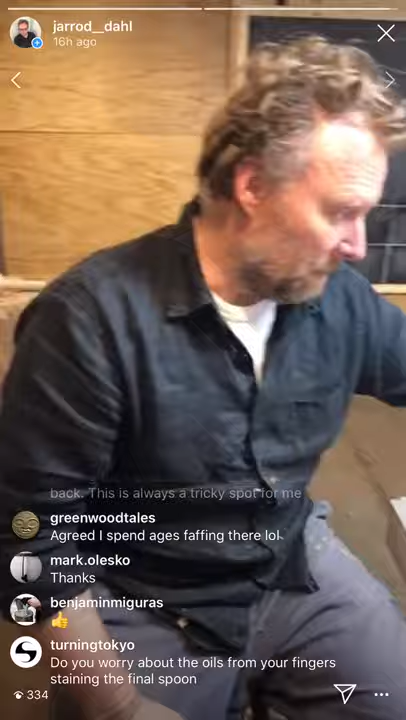 jarrod__dahl
16h ago
back. This is always a tricky spot for me
greenwoodtales
Agreed I spend ages faffing there lol
mark.olesko
Thanks
benjaminmiguras
👍
turningtokyo
Do you worry about the oils from your fingers
staining the final spoon
334